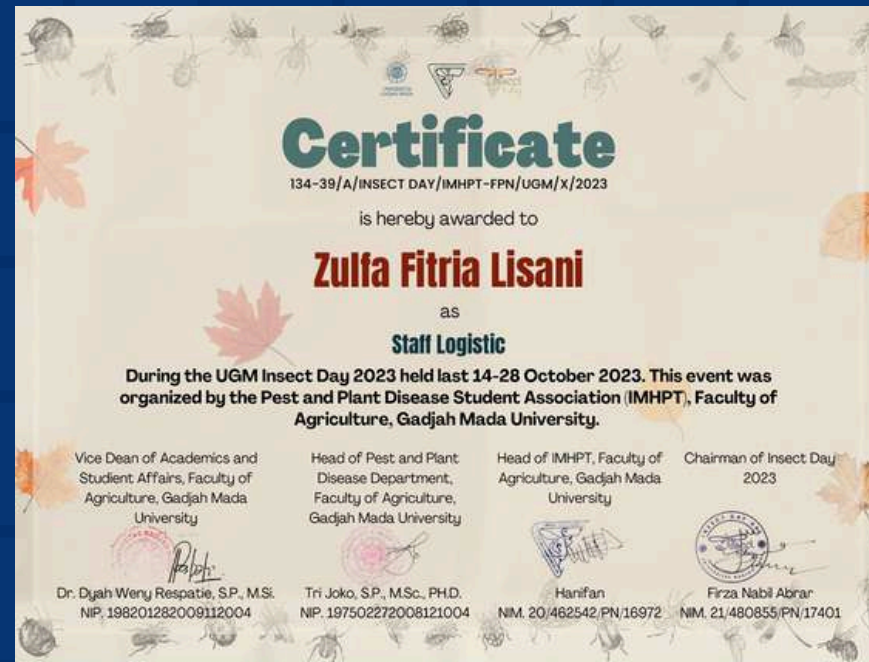 Certificate
134-39/A/INSECT DAY/IMHPT-FPN/UGM/X/2023
is hereby awarded to
Zulfa Fitria Lisani
as
Staff Logistic
During the UGM Insect Day 2023 held last 14-28 October 2023. This event was
organized by the Pest and Plant Disease Student Association (IMHPT), Faculty of
Agriculture, Gadjah Mada University.
Vice Dean of Academics and
Studient Affairs, Faculty of
Agriculture, Gadjah Mada
University
Dr. Dyah Weny Respatie, S.P., M.Si.
NIP. 198201282009112004
Head of Pest and Plant
Disease Department,
Faculty of Agriculture,
Gadjah Mada University
Tri Joko, S.P., M.Sc., PH.D.
NIP. 197502272008121004
Head of IMHPT, Faculty of
Agriculture, Gadjah Mada
University
Hanifan
NIM. 20/462542/PN/16972
Chairman of Insect Day
2023
Firza Nabil Abrar
NIM. 21/480855/PN/17401